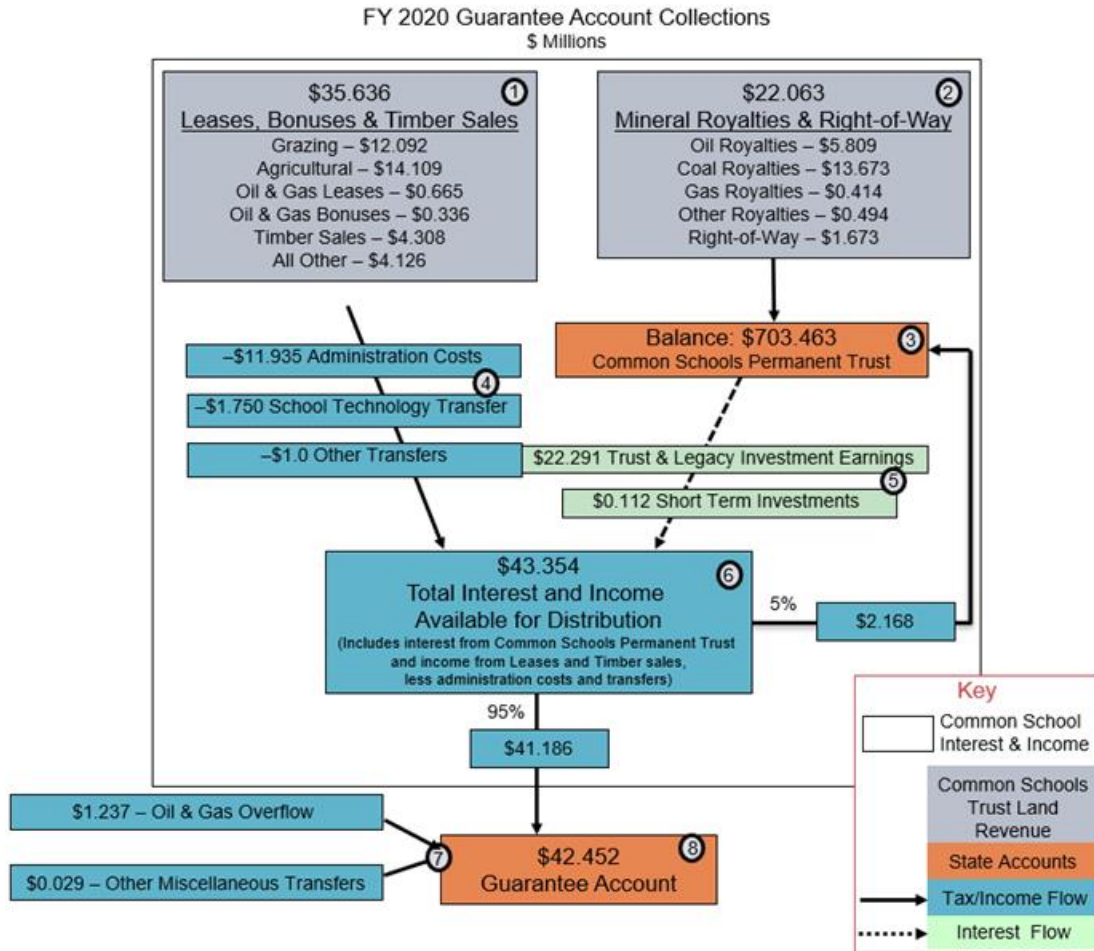 FY 2020 Guarantee Account Collections
$ Millions
$35.636
1
Leases, Bonuses & Timber Sales
Grazing – $12.092
Agricultural – $14.109
Oil & Gas Leases – $0.665
Oil & Gas Bonuses – $0.336
Timber Sales – $4.308
All Other – $4.126
$22.063
2
Mineral Royalties & Right-of-Way
Oil Royalties – $5.809
Coal Royalties – $13.673
Gas Royalties – $0.414
Other Royalties – $0.494
Right-of-Way – $1.673
Balance: $703.463
3
Common Schools Permanent Trust
–$11.935 Administration Costs
4
–$1.750 School Technology Transfer
–$1.0 Other Transfers
$22.291 Trust & Legacy Investment Earnings
5
$0.112 Short Term Investments
$43.354
6
Total Interest and Income
Available for Distribution
(Includes interest from Common Schools Permanent Trust
and income from Leases and Timber sales,
less administration costs and transfers)
5%
$2.168
95%
$41.186
$1.237 – Oil & Gas Overflow
7
$0.029 – Other Miscellaneous Transfers
$42.452
8
Guarantee Account
Key
Common School
Interest & Income
Common Schools
Trust Land
Revenue
State Accounts
Tax/Income Flow
Interest Flow